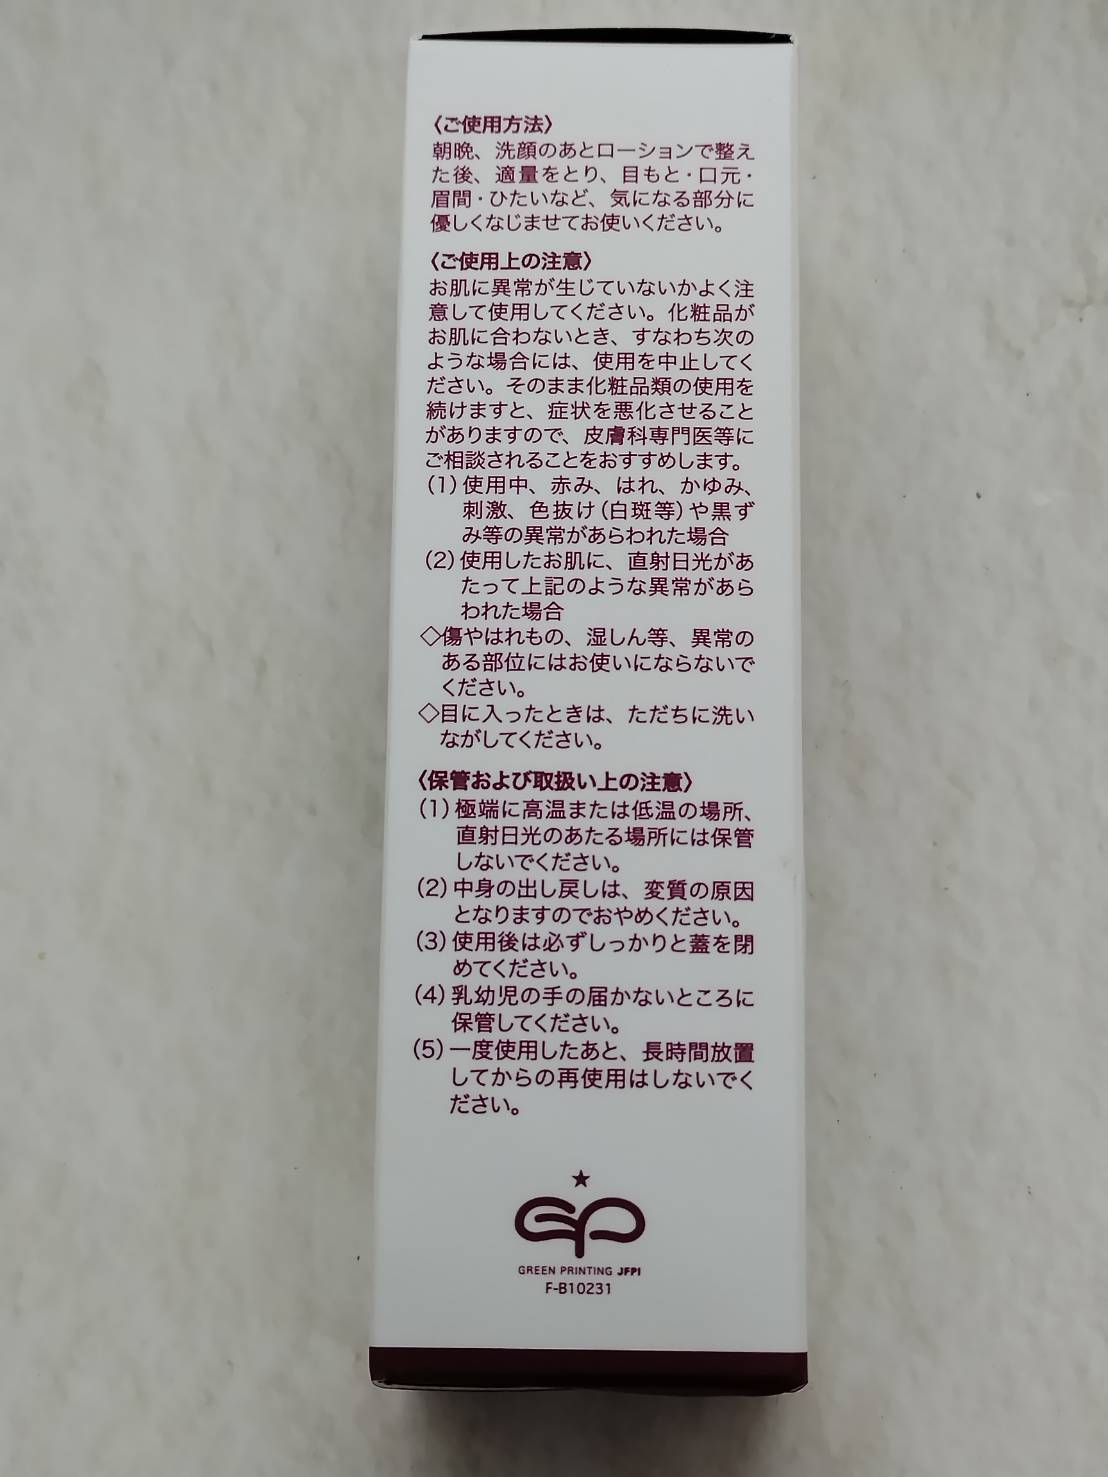 〈ご使用方法〉
朝晩、洗顔のあとローションで整え
た後、適量をとり、目もと・口元・
眉間・ひたいなど、気になる部分に
優しくなじませてお使いください。
〈ご使用上の注意〉
お肌に異常が生じていないかよく注
意して使用してください。化粧品が
お肌に合わないとき、すなわち次の
ような場合には、使用を中止してく
ださい。そのまま化粧品類の使用を
続けますと、症状を悪化させること
がありますので、皮膚科専門医等に
ご相談されることをおすすめします。
(1)使用中、赤み、はれ、かゆみ、
刺激、色抜け(白斑等)や黒ず
み等の異常があらわれた場合
(2)使用したお肌に、直射日光があ
たって上記のような異常があら
われた場合
◇傷やはれもの、湿しん等、異常の
ある部位にはお使いにならないで
ください。
◇目に入ったときは、ただちに洗い
ながしてください。
〈保管および取扱い上の注意〉
(1)極端に高温または低温の場所、
直射日光のあたる場所には保管
しないでください。
(2)中身の出し戻しは、変質の原因
となりますのでおやめください。
(3)使用後は必ずしっかりと蓋を閉
めてください。
(4)乳幼児の手の届かないところに
保管してください。
(5)一度使用したあと、長時間放置
してからの再使用はしないでく
ださい。
GP
GREEN PRINTING JFPI
F-B10231